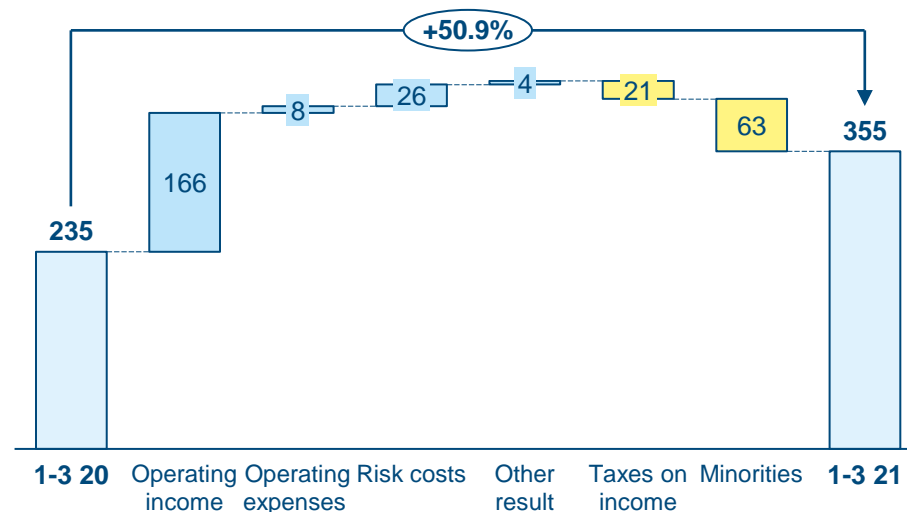 +50.9%
235
166
8
26
4
21
63
355
1-3 20
Operating income
Operating expenses
Risk costs
Other result
Taxes on income
Minorities
1-3 21